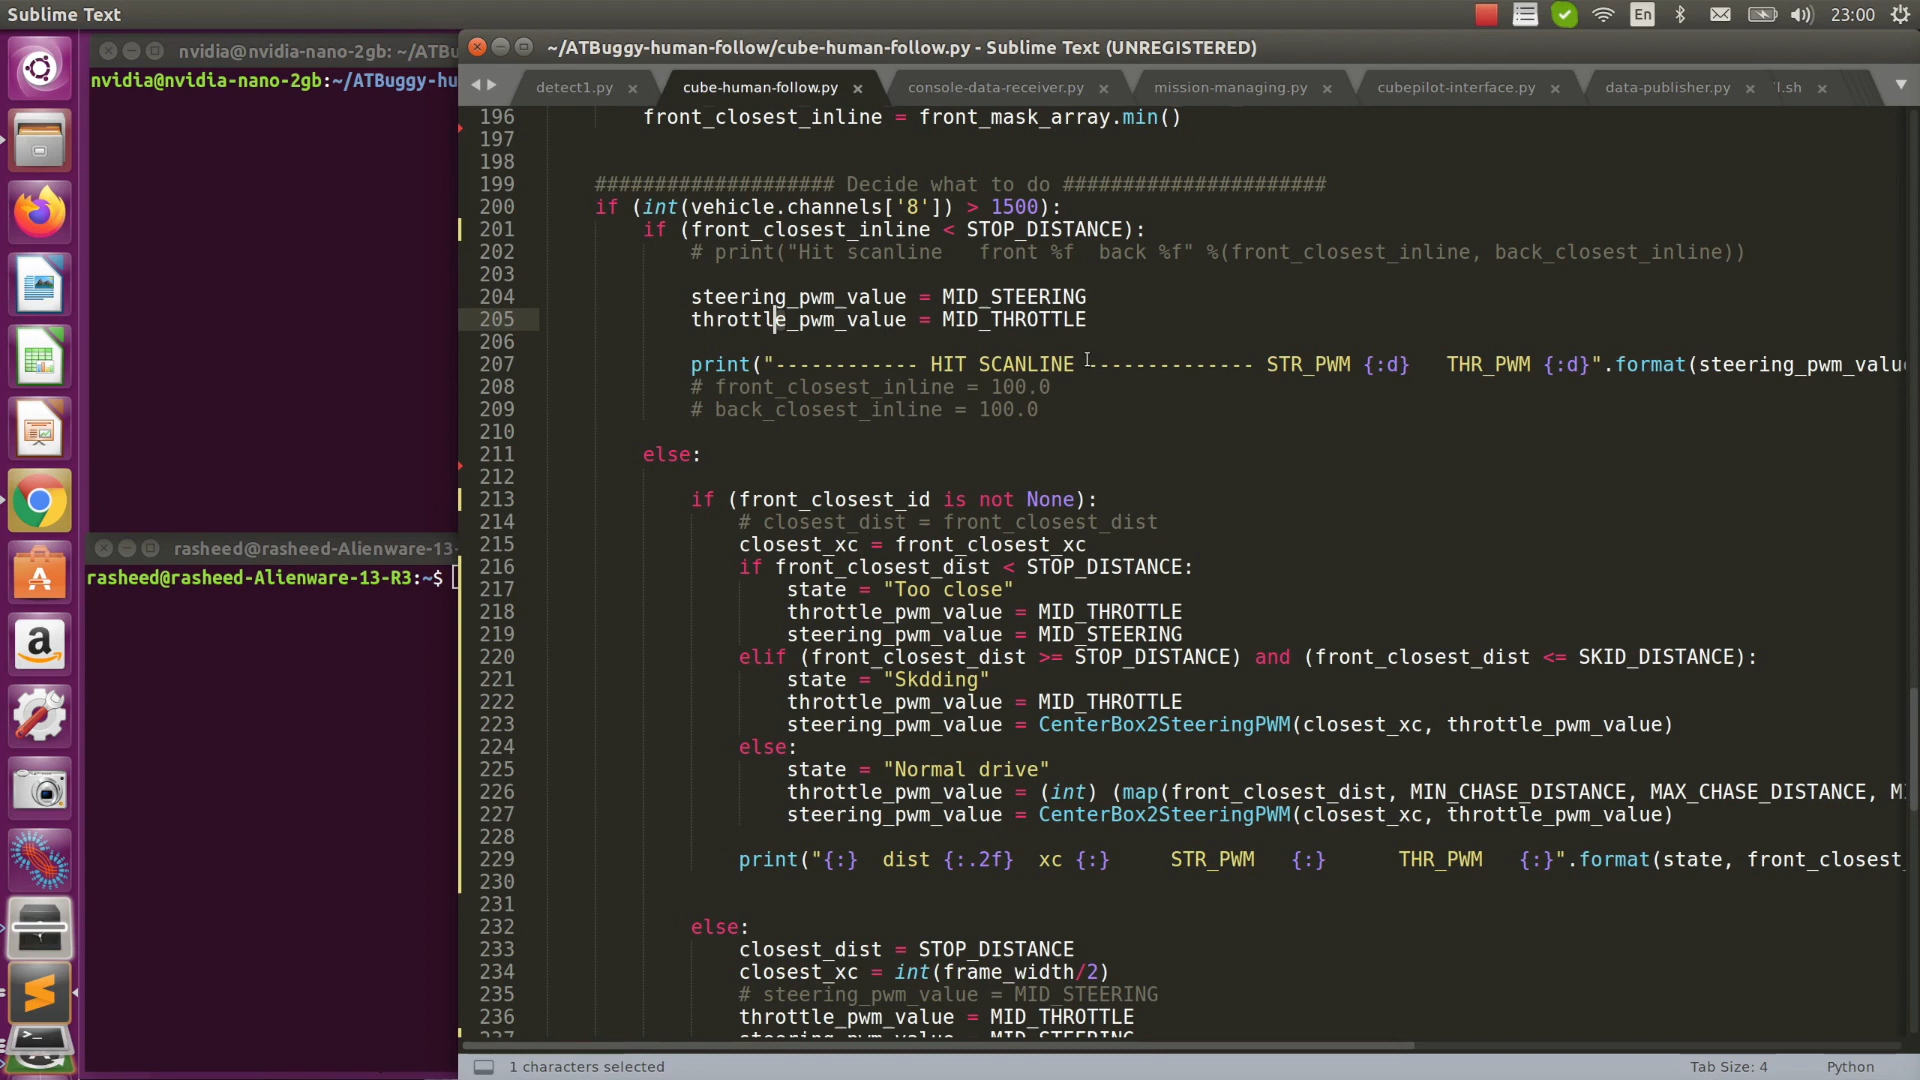 Sublime Text
En
23:00
nvidia@nvidia-nano-2gb: ~/ATB
~/ATBuggy-human-follow/cube-human-follow.py - Sublime Text (UNREGISTERED)
nvidia@nvidia-nano-2gb:~/ATBuggy-hu
detect1.py
cube-human-follow.py
console-data-receiver.py
mission-managing.py
cubepilot-interface.py
data-publisher.py
l.sh
196 front_closest_inline = front_mask_array.min()
197
198
199 #################### Decide what to do ######################
200 if (int(vehicle.channels['8']) > 1500):
201 if (front_closest_inline < STOP_DISTANCE):
202 # print("Hit scanline   front %f  back %f" %(front_closest_inline, back_closest_inline))
203
204 steering_pwm_value = MID_STEERING
205 throttle_pwm_value = MID_THROTTLE
206
207 print("------------ HIT SCANLINE -------------- STR_PWM {:d}   THR_PWM {:d}".format(steering_pwm_valu
208 # front_closest_inline = 100.0
209 # back_closest_inline = 100.0
210
211 else:
212
213 if (front_closest_id is not None):
214 # closest_dist = front_closest_dist
215 closest_xc = front_closest_xc
216 if front_closest_dist < STOP_DISTANCE:
217 state = "Too close"
218 throttle_pwm_value = MID_THROTTLE
219 steering_pwm_value = MID_STEERING
220 elif (front_closest_dist >= STOP_DISTANCE) and (front_closest_dist <= SKID_DISTANCE):
221 state = "Skdding"
222 throttle_pwm_value = MID_THROTTLE
223 steering_pwm_value = CenterBox2SteeringPWM(closest_xc, throttle_pwm_value)
224 else:
225 state = "Normal drive"
226 throttle_pwm_value = (int) (map(front_closest_dist, MIN_CHASE_DISTANCE, MAX_CHASE_DISTANCE, M
227 steering_pwm_value = CenterBox2SteeringPWM(closest_xc, throttle_pwm_value)
228
229 print("{:}  dist {:.2f}  xc {:}     STR_PWM   {:}      THR_PWM   {:}".format(state, front_closest_
230
231
232 else:
233 closest_dist = STOP_DISTANCE
234 closest_xc = int(frame_width/2)
235 # steering_pwm_value = MID_STEERING
236 throttle_pwm_value = MID_THROTTLE
rasheed@rasheed-Alienware-13-
rasheed@rasheed-Alienware-13-R3:~$
1 characters selected
Tab Size: 4
Python